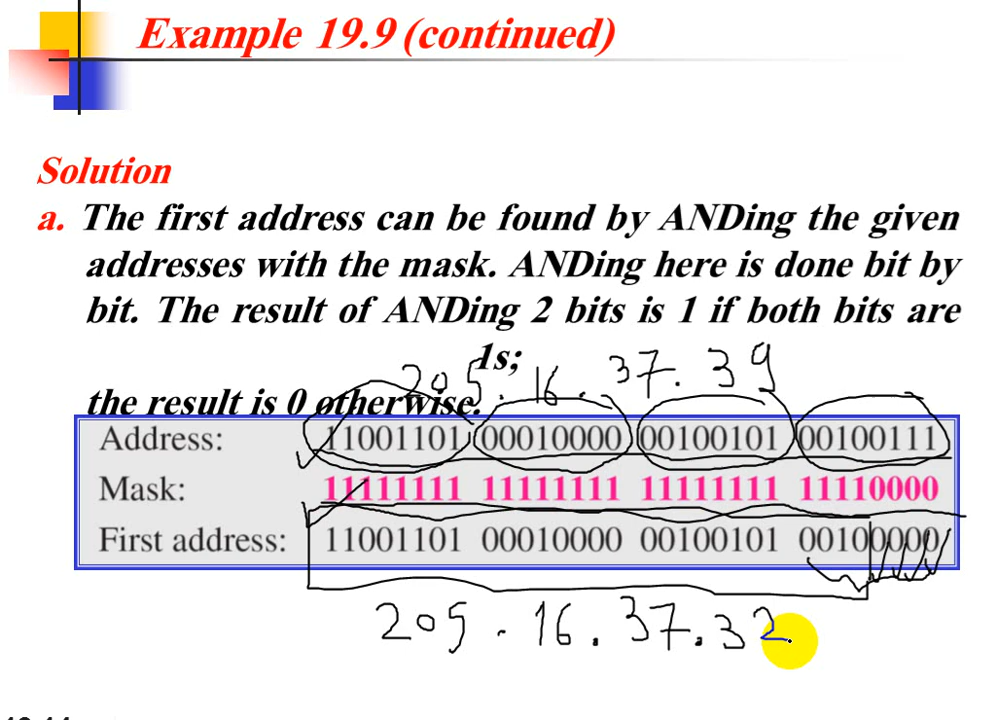 Example 19.9 (continued)
Solution
a. The first address can be found by ANDing the given
addresses with the mask. ANDing here is done bit by
bit. The result of ANDing 2 bits is 1 if both bits are
1s;
205. 16. 37. 39
the result is 0 otherwise.
Address: 11001101 00010000 00100101 00100111
Mask: 11111111 11111111 11111111 11110000
First address: 11001101 00010000 00100101 00100000
205. 16. 37. 32